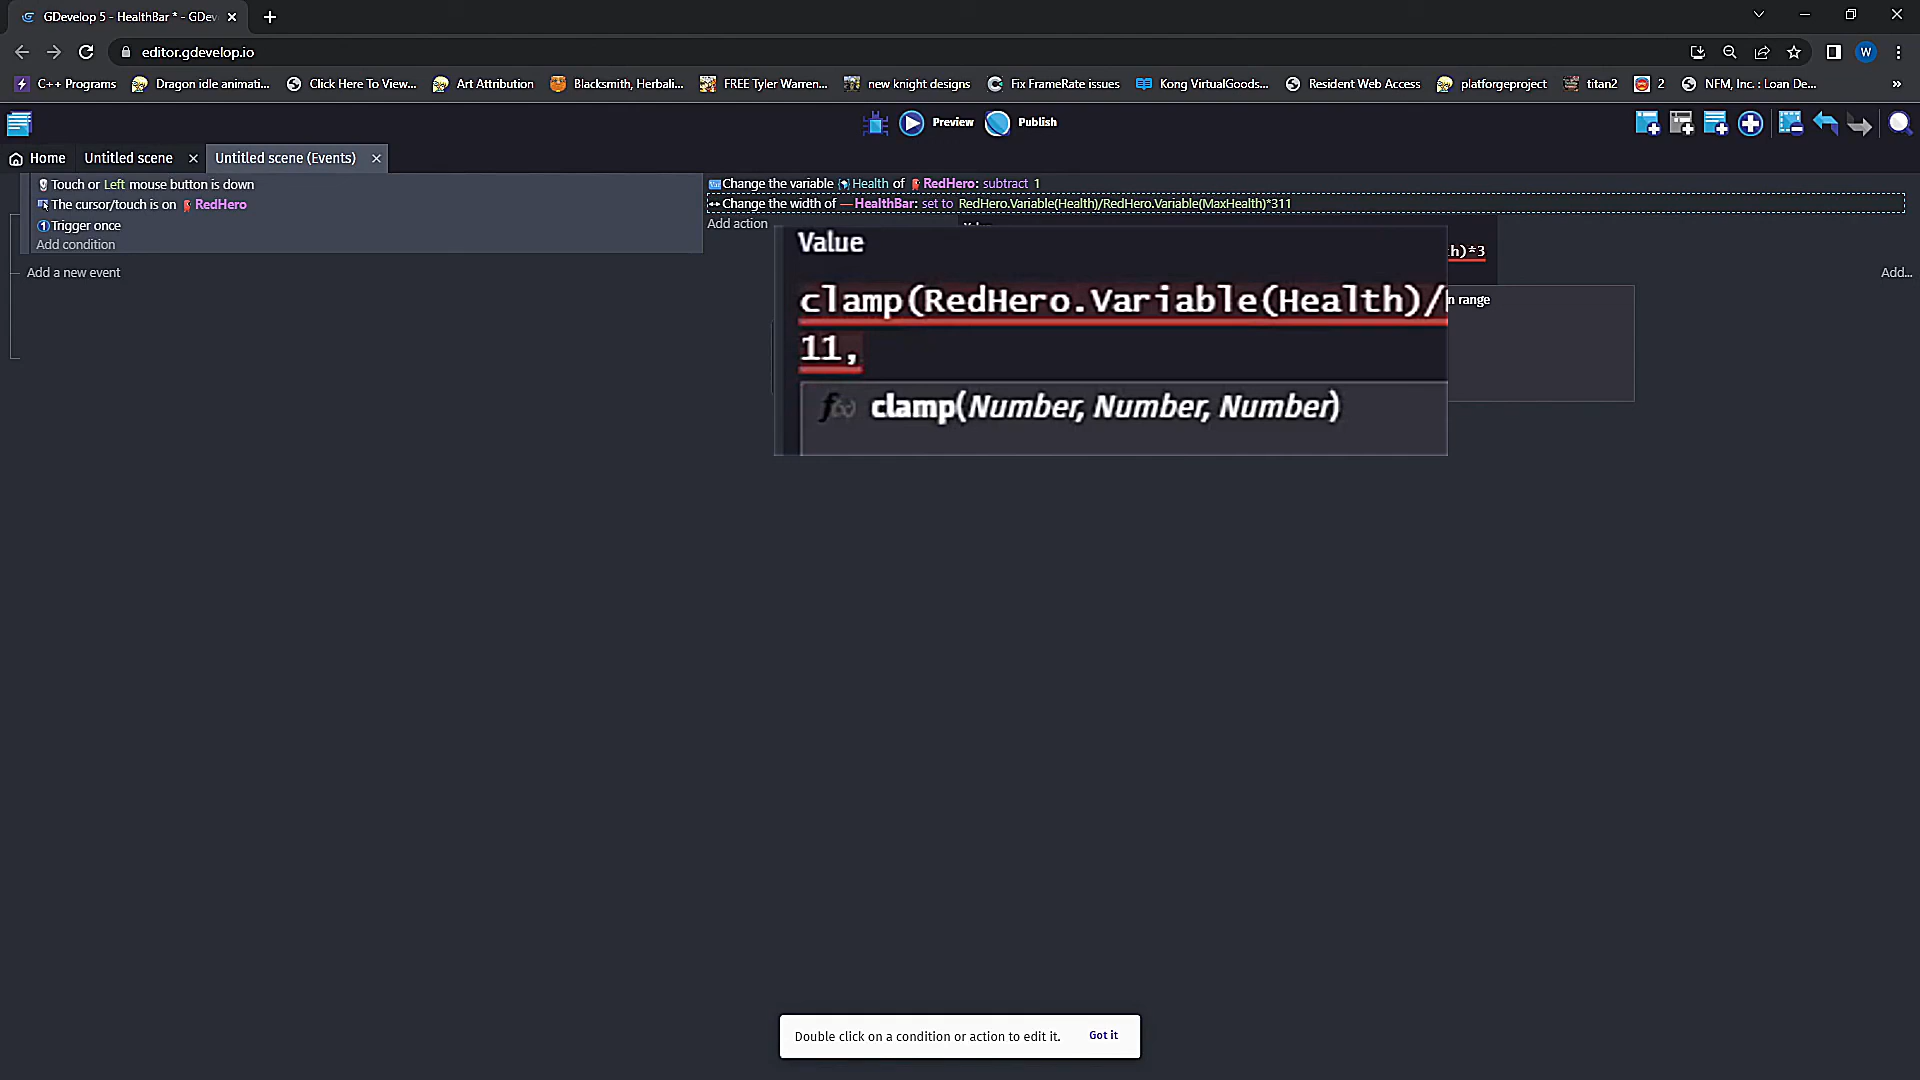 GDevelop 5 - HealthBar * - GDev
editor.gdevelop.io
C++ Programs Dragon idle animati... Click Here To View... Art Attribution Blacksmith, Herbali... FREE Tyler Warren... new knight designs Fix FrameRate issues Kong VirtualGoods... Resident Web Access platforgeproject titan2 2 NFM, Inc. : Loan De... »
W
Preview Publish
Home Untitled scene Untitled scene (Events)
Touch or Left mouse button is down
The cursor/touch is on RedHero
Trigger once
Add condition
Add a new event
Change the variable Health of RedHero: subtract 1
Change the width of HealthBar: set to RedHero.Variable(Health)/RedHero.Variable(MaxHealth)*311
Add action
Add...
Value
clamp(RedHero.Variable(Health)/
11,
clamp(Number, Number, Number)
h)*3
n range
Double click on a condition or action to edit it. Got it